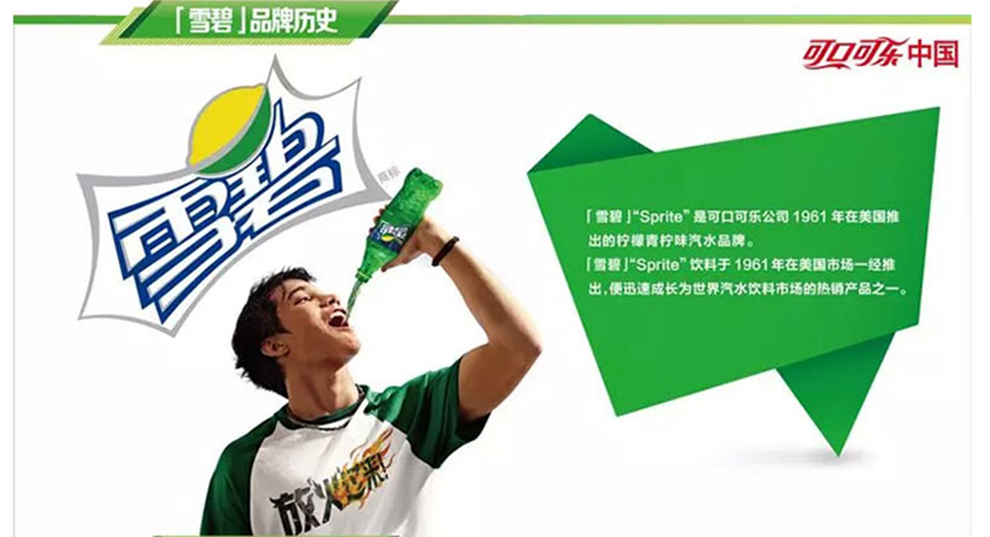 「雪碧」品牌历史
可口可乐中国
雪碧
商标
雪碧
「雪碧」“Sprite” 是可口可乐公司 1961 年在美国推
出的柠檬青柠味汽水品牌。
「雪碧」“Sprite” 饮料于 1961 年在美国市场一经推
出，便迅速成长为世界汽水饮料市场的热销产品之一。